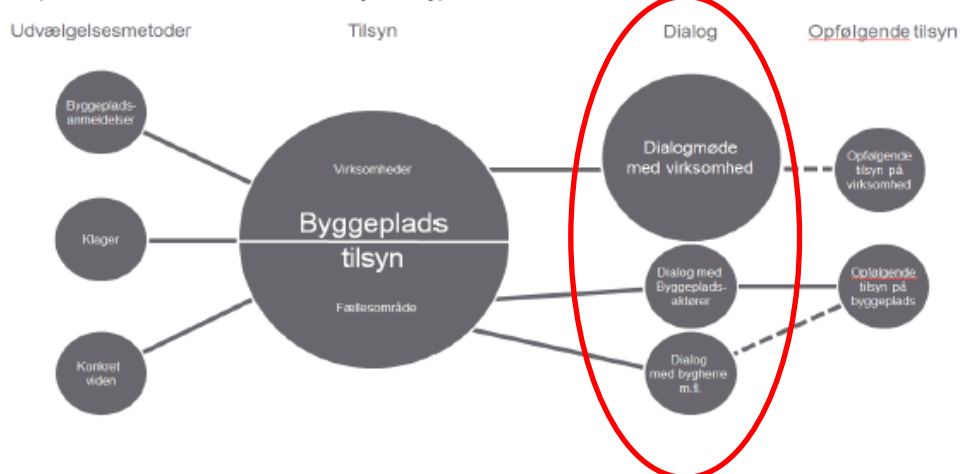 Udvælgelsesmetoder
Tilsyn
Dialog
Opfølgende tilsyn
Byggeplads-
anmeldelser
Klager
Konkret
viden
Virksomheder
Byggeplads
tilsyn
Fællesområde
Dialogmøde
med virksomhed
Dialog med
Byggeplads-
aktører
Dialog
med bygherre
m.fl.
Opfølgende
tilsyn på
virksomhed
Opfølgende
tilsyn på
byggeplads